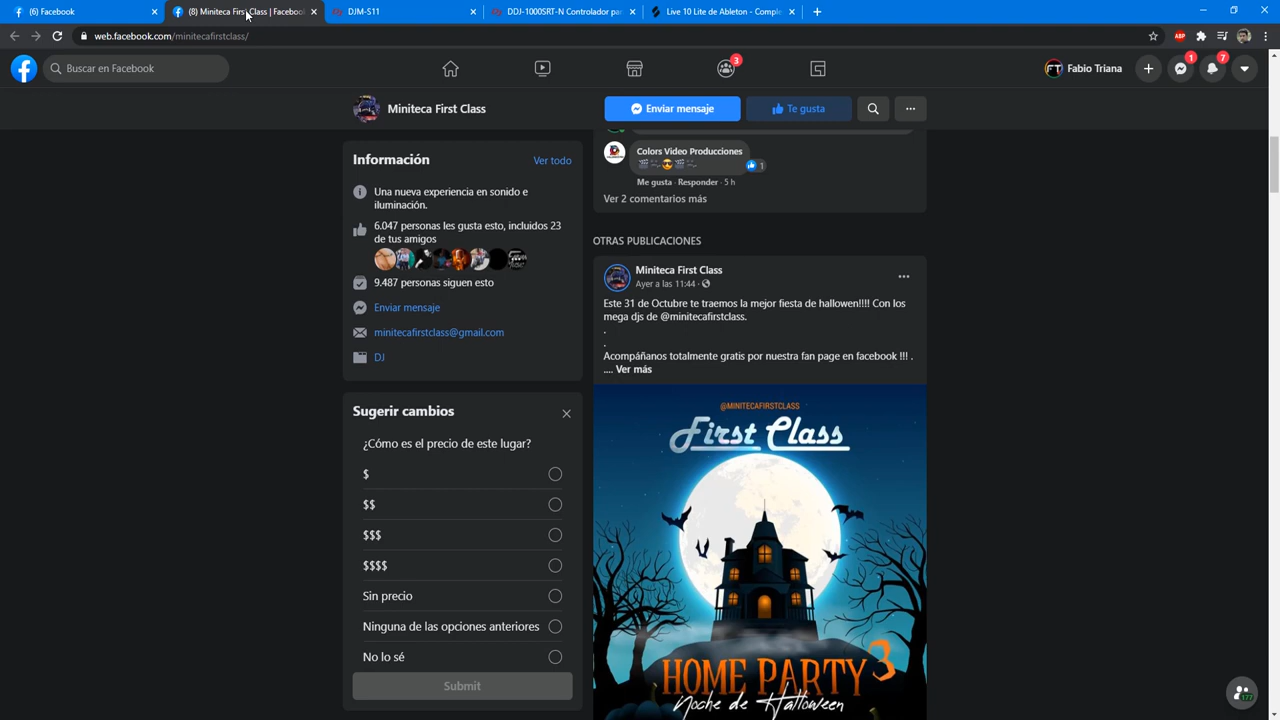 (6) Facebook
(8) Miniteca First Class | Facebook
DJM-S11
DDJ-1000SRT-N Controlador par
Live 10 Lite de Ableton - Comple
web.facebook.com/minitecafirstclass/
ABP
Buscar en Facebook
3
Fabio Triana
1
7
Miniteca First Class
Enviar mensaje
Te gusta
Información
Ver todo
Una nueva experiencia en sonido e
iluminación.
6.047 personas les gusta esto, incluidos 23
de tus amigos
9.487 personas siguen esto
Enviar mensaje
minitecafirstclass@gmail.com
DJ
Sugerir cambios
¿Cómo es el precio de este lugar?
$
$$
$$$
$$$$
Sin precio
Ninguna de las opciones anteriores
No lo sé
Submit
Colors Video Producciones
1
Me gusta · Responder · 5 h
Ver 2 comentarios más
OTRAS PUBLICACIONES
Miniteca First Class
Ayer a las 11:44 ·
Este 31 de Octubre te traemos la mejor fiesta de hallowen!!!! Con los
mega djs de @minitecafirstclass.
.
.
Acompáñanos totalmente gratis por nuestra fan page en facebook !!! .
.... Ver más
@MINITECAFIRSTCLASS
First Class
HOME PARTY 3
Noche de Halloween
177